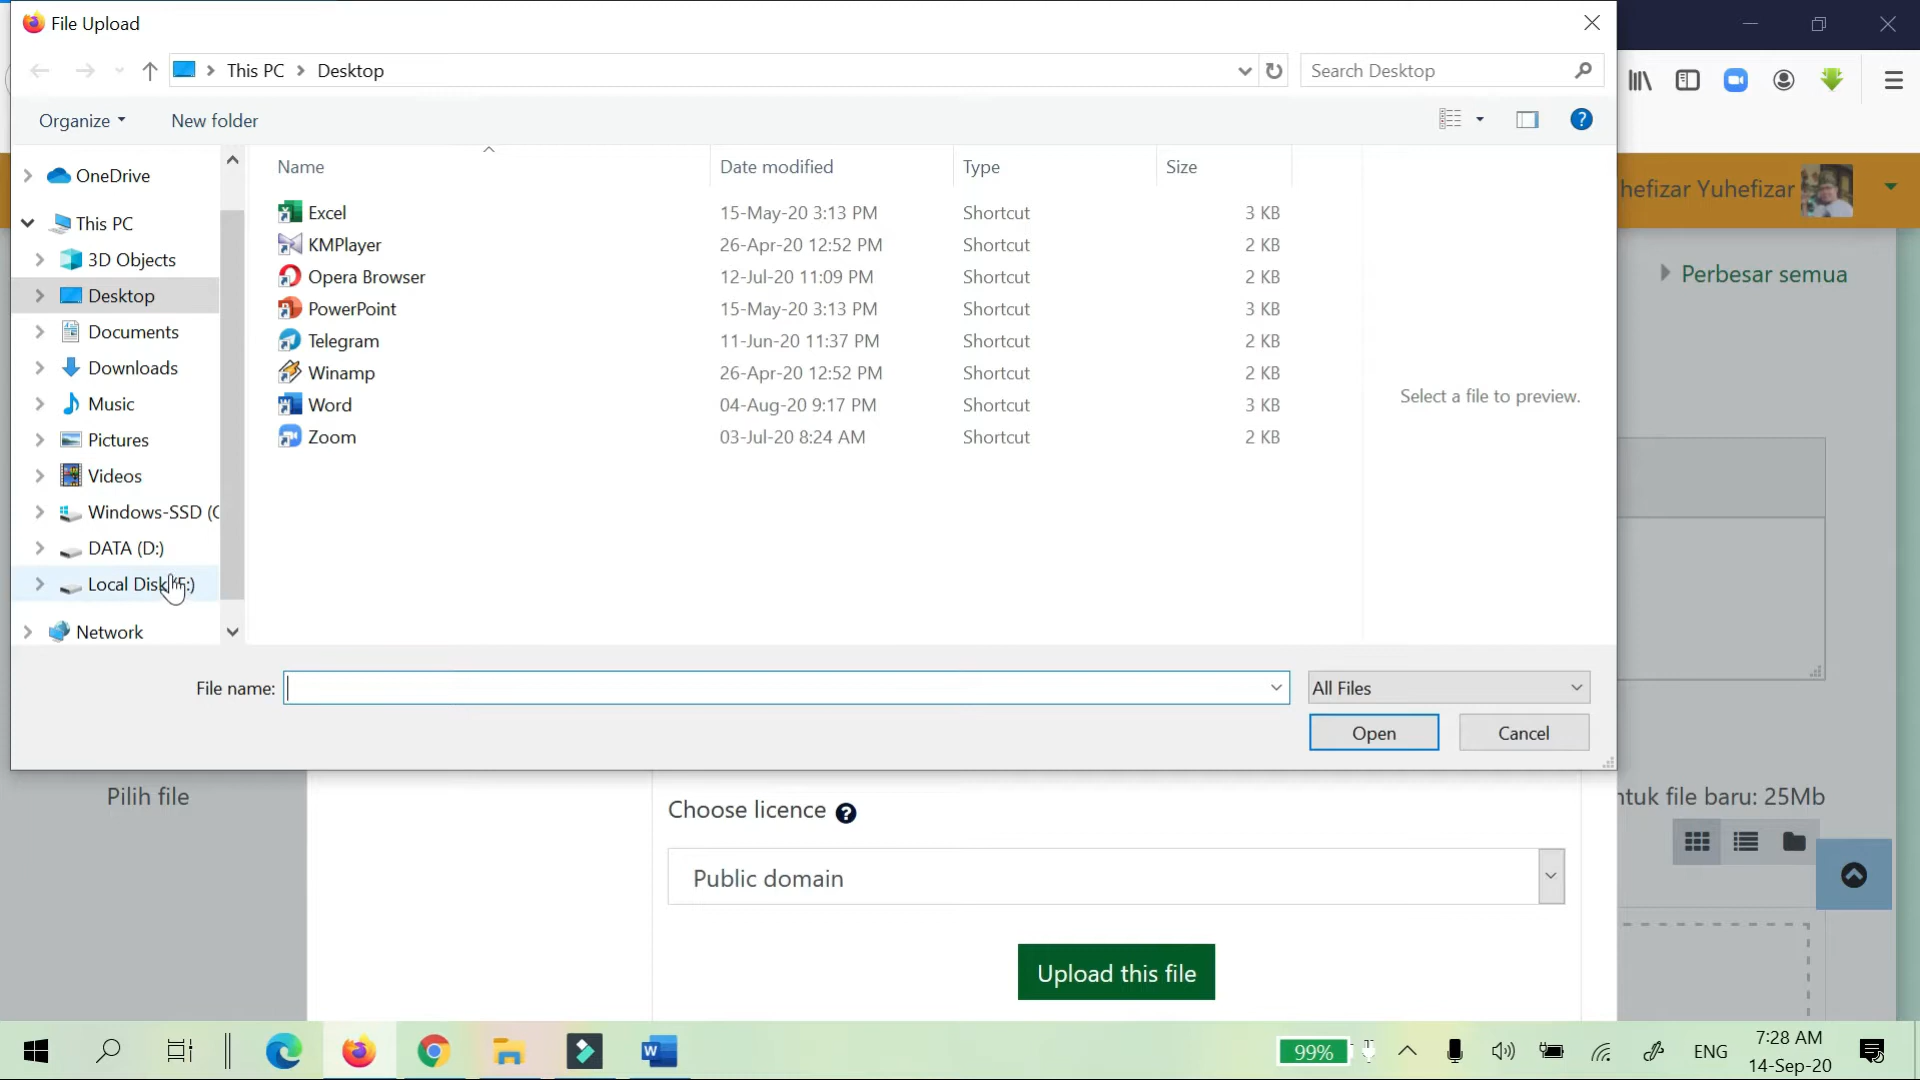 File Upload
This PC
Desktop
Search Desktop
Organize
New folder
?
OneDrive
This PC
3D Objects
Desktop
Documents
Downloads
Music
Pictures
Videos
Windows-SSD (C
DATA (D:)
Local Disk
Network
Name Date modified Type Size
Excel 15-May-20 3:13 PM Shortcut 3 KB
KMPlayer 26-Apr-20 12:52 PM Shortcut 2 KB
Opera Browser 12-Jul-20 11:09 PM Shortcut 2 KB
PowerPoint 15-May-20 3:13 PM Shortcut 3 KB
Telegram 11-Jun-20 11:37 PM Shortcut 2 KB
Winamp 26-Apr-20 12:52 PM Shortcut 2 KB
Word 04-Aug-20 9:17 PM Shortcut 3 KB
Zoom 03-Jul-20 8:24 AM Shortcut 2 KB
Select a file to preview.
File name:
All Files
Open Cancel
hefizar Yuhefizar
Perbesar semua
Pilih file
ntuk file baru: 25Mb
Choose licence ?
Public domain
Upload this file
W
99%
ENG
7:28 AM
14-Sep-20